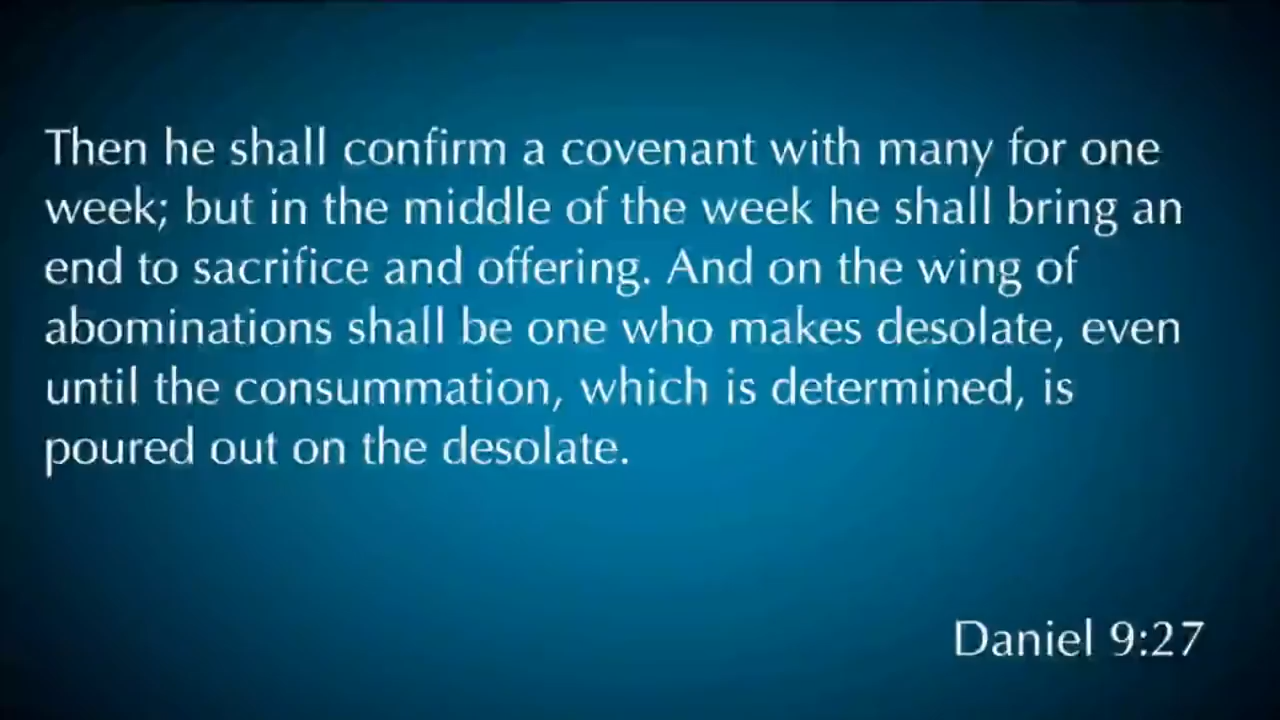 Then he shall confirm a covenant with many for one
week; but in the middle of the week he shall bring an
end to sacrifice and offering. And on the wing of
abominations shall be one who makes desolate, even
until the consummation, which is determined, is
poured out on the desolate.
Daniel 9:27